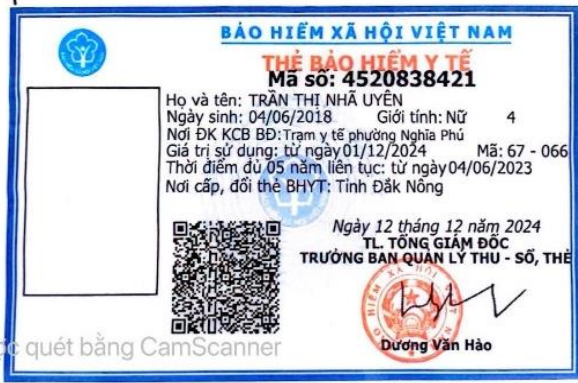 BẢO HIỂM XÃ HỘI VIỆT NAM
THẺ BẢO HIỂM Y TẾ
Mã số: 4520838421
Họ và tên: TRẦN THỊ NHÃ UYÊN
Ngày sinh: 04/06/2018 Giới tính: Nữ 4
Nơi ĐK KCB BĐ: Trạm y tế phường Nghĩa Phú
Giá trị sử dụng: từ ngày 01/12/2024 Mã: 67 - 066
Thời điểm đủ 05 năm liên tục: từ ngày 04/06/2023
Nơi cấp, đổi thẻ BHYT: Tỉnh Đắk Nông
Ngày 12 tháng 12 năm 2024
TL. TỔNG GIÁM ĐỐC
TRƯỞNG BAN QUẢN LÝ THU - SỔ, THẺ
Dương Văn Hào
quét bằng CamScanner